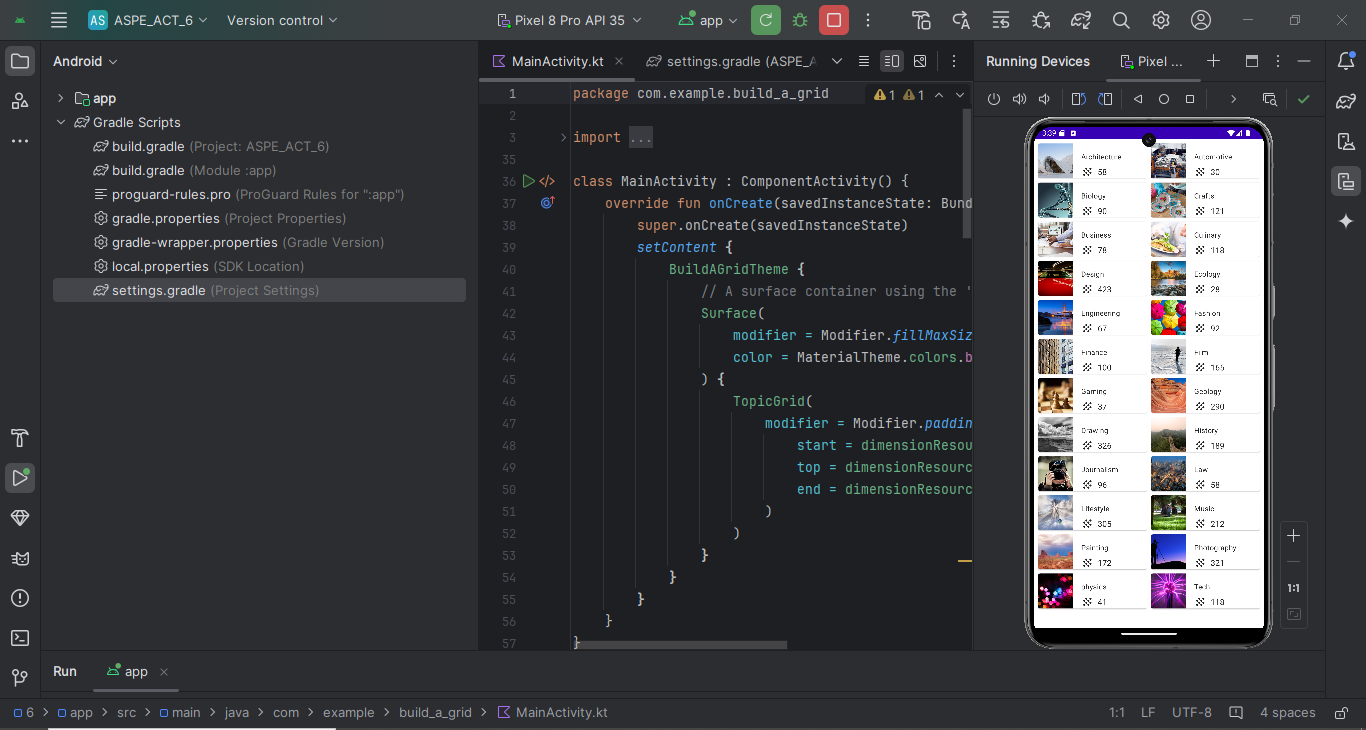 AS ASPE_ACT_6 Version control Pixel 8 Pro API 35 app
Android
app
Gradle Scripts
build.gradle (Project: ASPE_ACT_6)
build.gradle (Module :app)
proguard-rules.pro (ProGuard Rules for ":app")
gradle.properties (Project Properties)
gradle-wrapper.properties (Gradle Version)
local.properties (SDK Location)
settings.gradle (Project Settings)
MainActivity.kt settings.gradle (ASPE_A
1 package com.example.build_a_grid 1 1
2
3 import ...
35
36 class MainActivity : ComponentActivity() {
37 override fun onCreate(savedInstanceState: Bund
38 super.onCreate(savedInstanceState)
39 setContent {
40 BuildAGridTheme {
41 // A surface container using the '
42 Surface(
43 modifier = Modifier.fillMaxSiz
44 color = MaterialTheme.colors.b
45 ) {
46 TopicGrid(
47 modifier = Modifier.paddin
48 start = dimensionResou
49 top = dimensionResourc
50 end = dimensionResourc
51 )
52 )
53 }
54 }
55 }
56 }
57 }
Running Devices Pixel ...
3:39
Architecture Automotive
58 30
Biology Crafts
90 121
Business Culinary
78 118
Design Ecology
423 28
Engineering Fashion
67 92
Finance Film
100 165
Gaming Geology
37 290
Drawing History
326 189
Journalism Law
96 58
Lifestyle Music
305 212
Painting Photography
172 321
physics Tech
41 118
1:1
Run app
6 > app > src > main > java > com > example > build_a_grid > MainActivity.kt 1:1 LF UTF-8 4 spaces